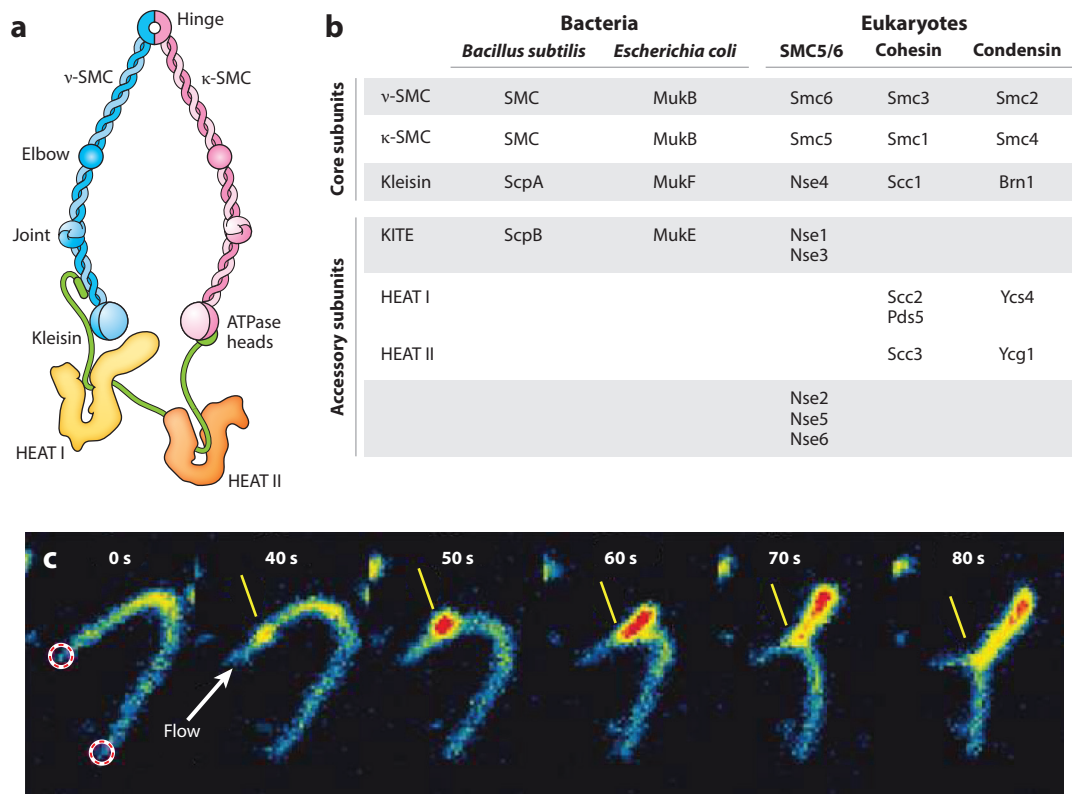 a
Hinge
ν-SMC
κ-SMC
Elbow
Joint
Kleisin
ATPase
heads
HEAT I
HEAT II
b
Bacteria
Eukaryotes
Bacillus subtilis
Escherichia coli
SMC5/6
Cohesin
Condensin
Core subunits
ν-SMC SMC MukB Smc6 Smc3 Smc2
κ-SMC SMC MukB Smc5 Smc1 Smc4
Kleisin ScpA MukF Nse4 Scc1 Brn1
Accessory subunits
KITE ScpB MukE Nse1
Nse3
HEAT I Scc2 Ycs4
Pds5
HEAT II Scc3 Ycg1
Nse2
Nse5
Nse6
c
0 s
40 s
50 s
60 s
70 s
80 s
Flow